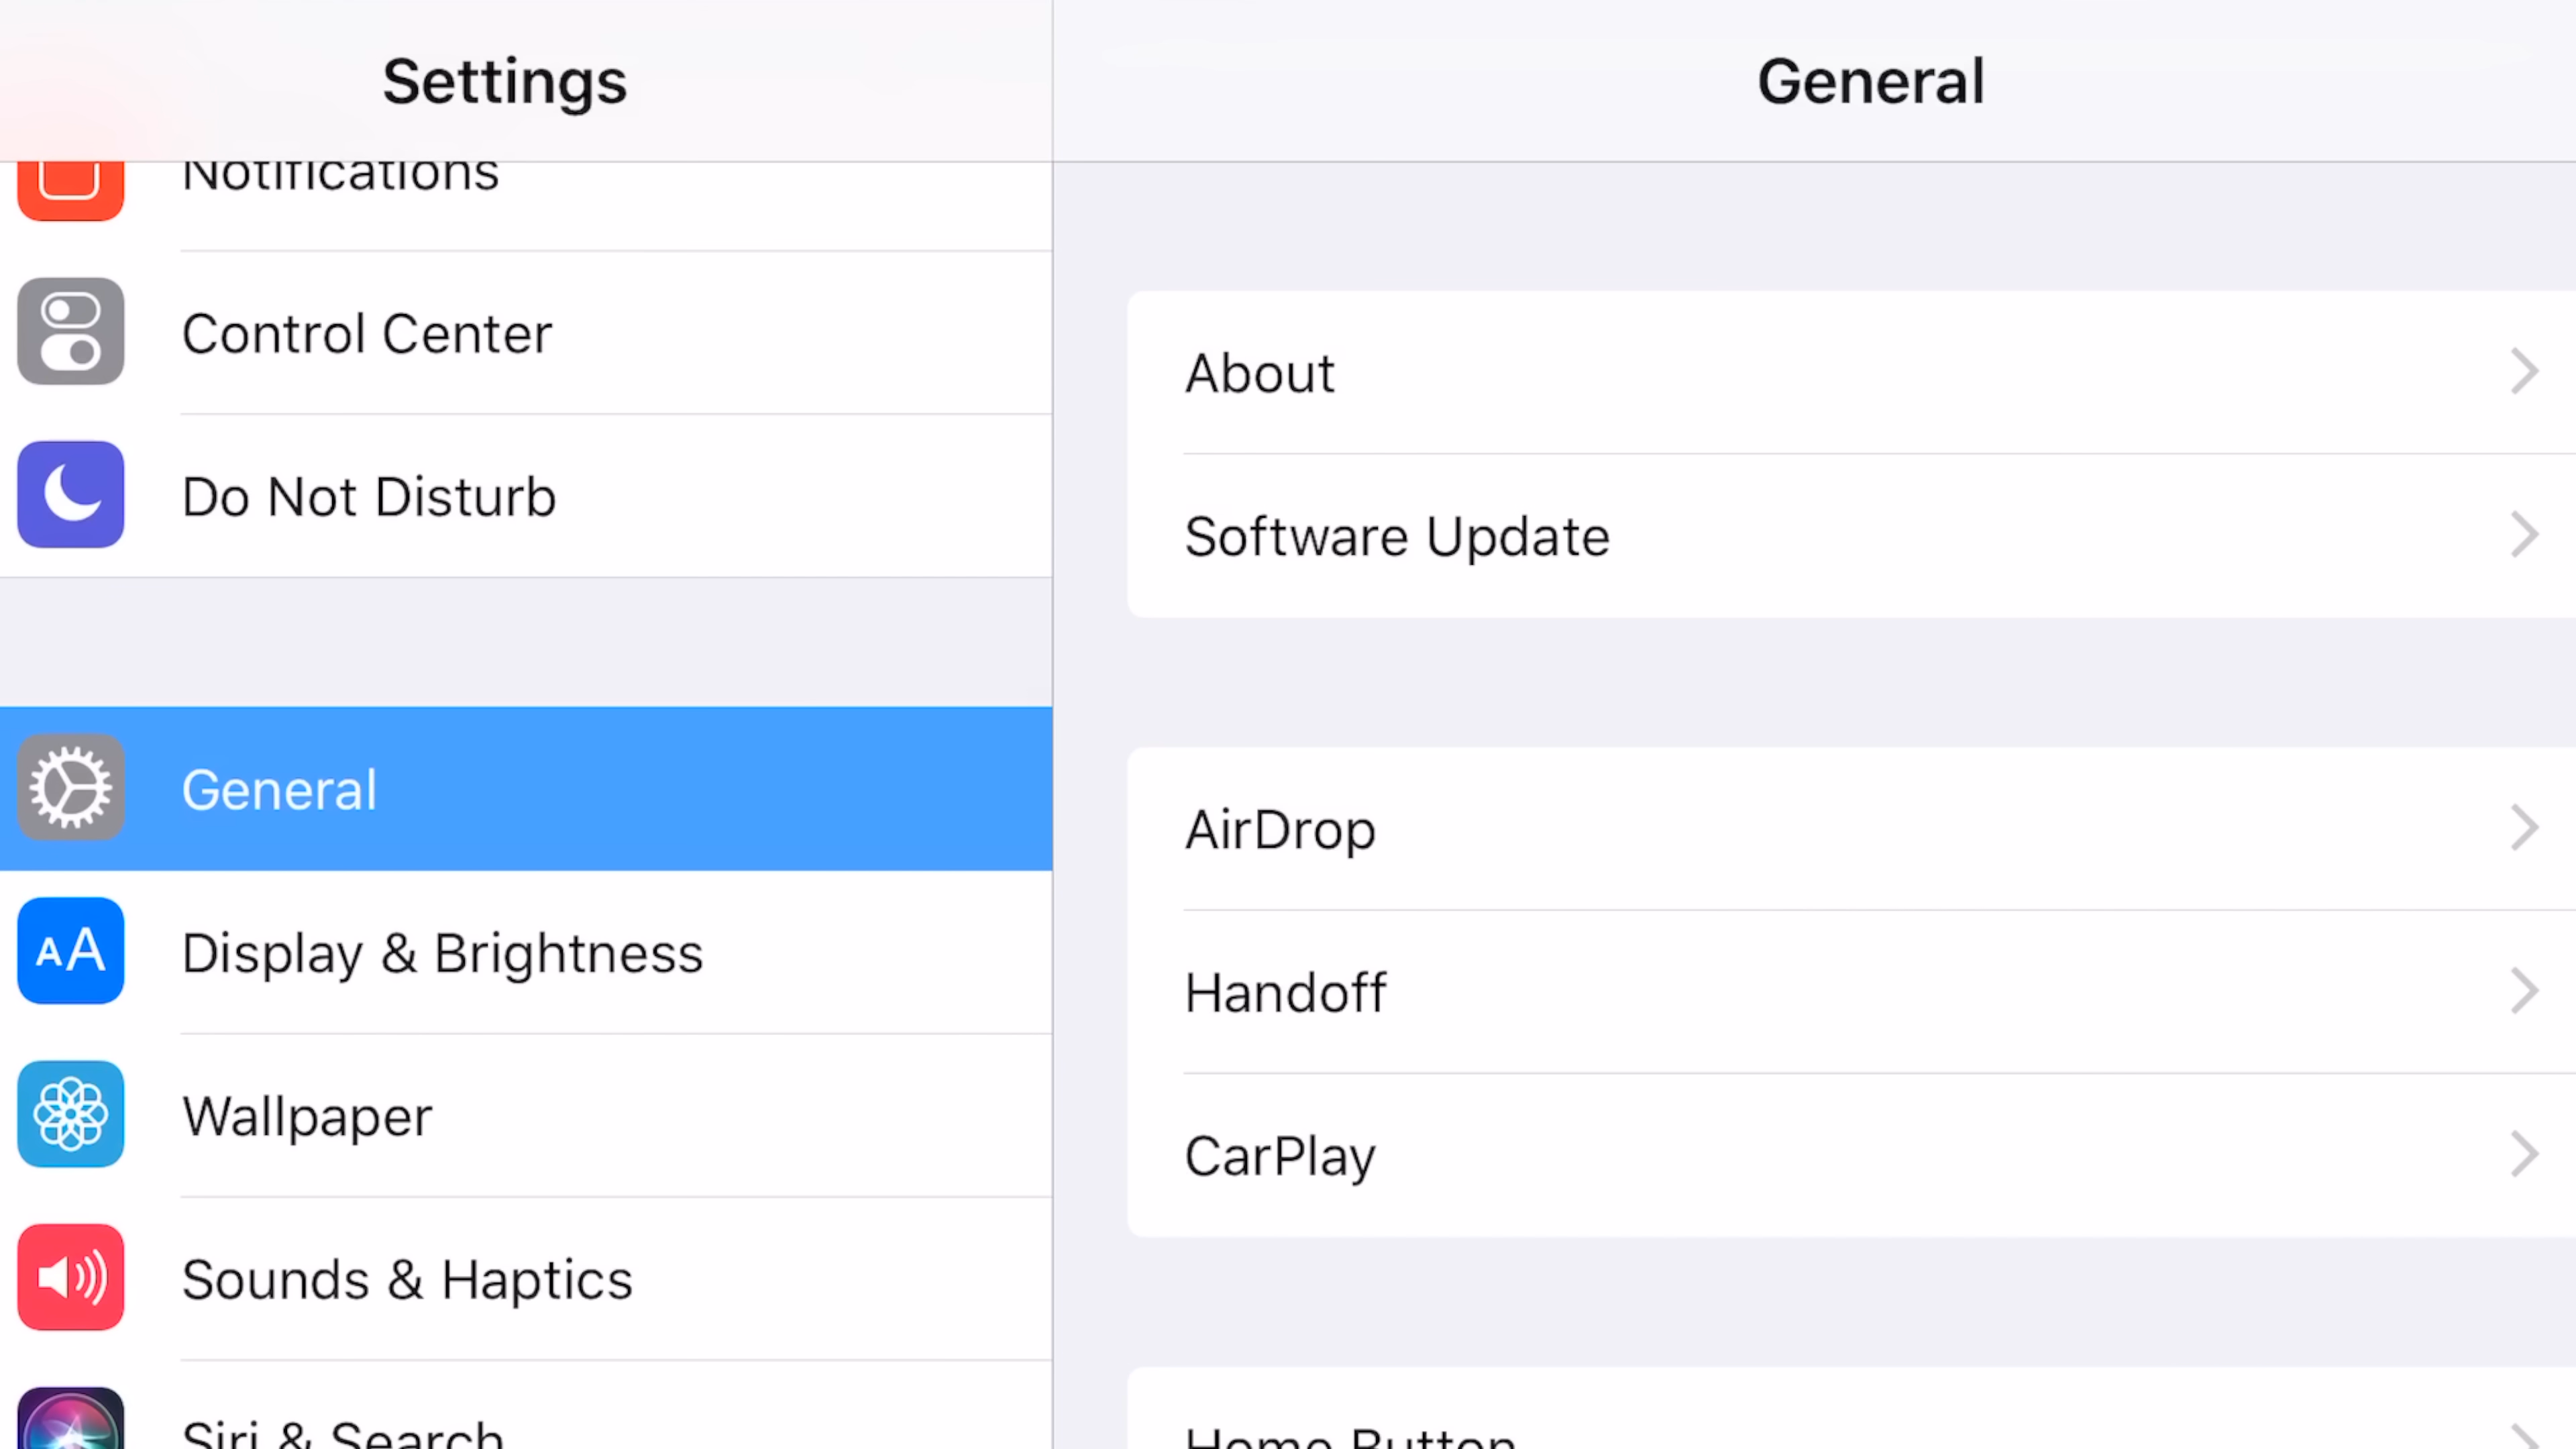 Settings
Notifications
Control Center
Do Not Disturb
General
AA Display & Brightness
Wallpaper
Sounds & Haptics
Siri & Search
General
About
Software Update
AirDrop
Handoff
CarPlay
Home Button